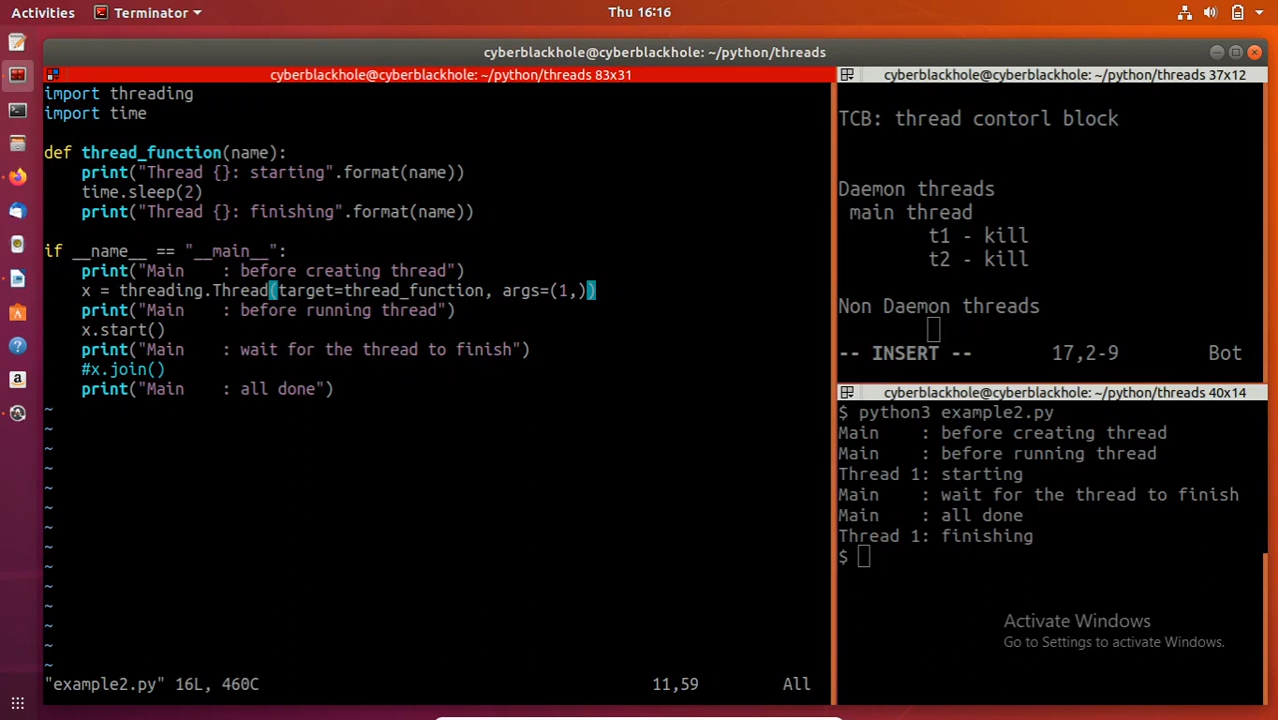 Activities
Terminator
Thu 16:16
cyberblackhole@cyberblackhole: ~/python/threads
cyberblackhole@cyberblackhole: ~/python/threads 83x31
import threading
import time
def thread_function(name):
    print("Thread {}: starting".format(name))
    time.sleep(2)
    print("Thread {}: finishing".format(name))
if __name__ == "__main__":
    print("Main    : before creating thread")
    x = threading.Thread(target=thread_function, args=(1,))
    print("Main    : before running thread")
    x.start()
    print("Main    : wait for the thread to finish")
    #x.join()
    print("Main    : all done")
~
~
~
~
~
~
~
~
~
~
~
~
~
~
"example2.py" 16L, 460C 11,59 All
cyberblackhole@cyberblackhole: ~/python/threads 37x12
TCB: thread contorl block
Daemon threads
main thread
t1 - kill
t2 - kill
Non Daemon threads
-- INSERT -- 17,2-9 Bot
cyberblackhole@cyberblackhole: ~/python/threads 40x14
$ python3 example2.py
Main    : before creating thread
Main    : before running thread
Thread 1: starting
Main    : wait for the thread to finish
Main    : all done
Thread 1: finishing
$
Activate Windows
Go to Settings to activate Windows.